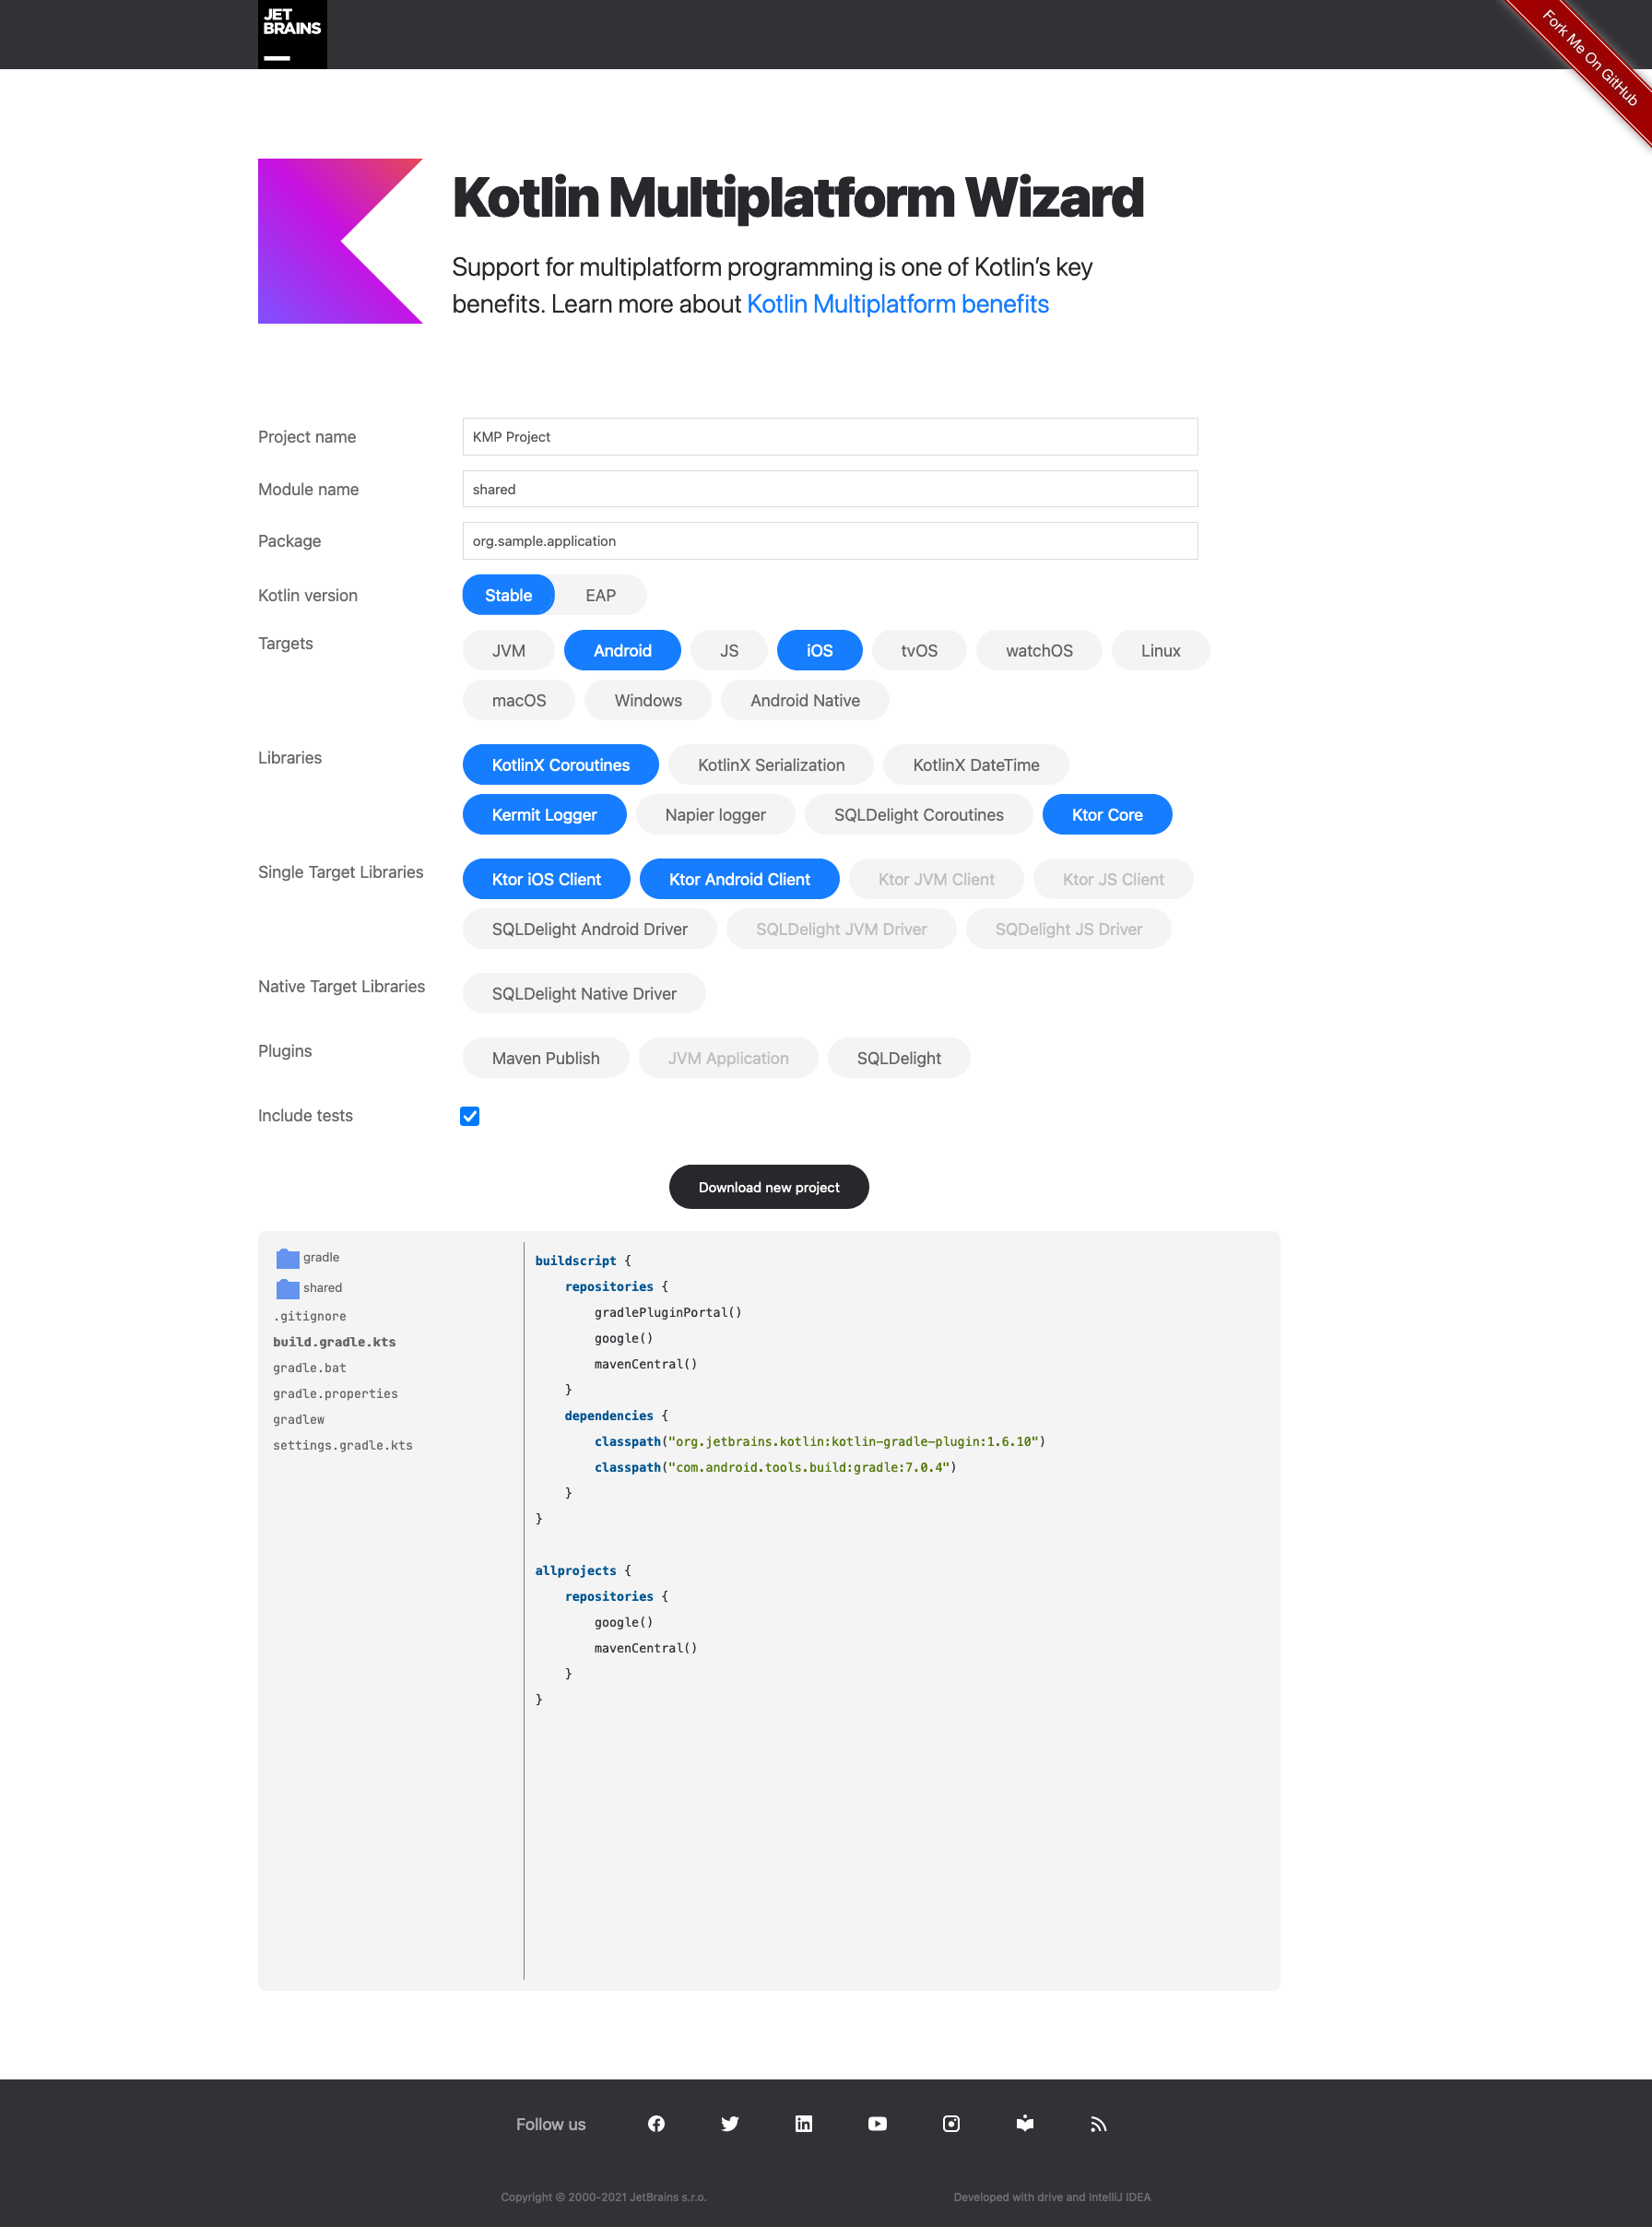 JET
BRAINS
Fork Me On GitHub
Kotlin Multiplatform Wizard
Support for multiplatform programming is one of Kotlin's key
benefits. Learn more about Kotlin Multiplatform benefits
Project name
KMP Project
Module name
shared
Package
org.sample.application
Kotlin version
Stable EAP
Targets
JVM Android JS iOS tvOS watchOS Linux
macOS Windows Android Native
Libraries
KotlinX Coroutines KotlinX Serialization KotlinX DateTime
Kermit Logger Napier logger SQLDelight Coroutines Ktor Core
Single Target Libraries
Ktor iOS Client Ktor Android Client Ktor JVM Client Ktor JS Client
SQLDelight Android Driver SQLDelight JVM Driver SQDelight JS Driver
Native Target Libraries
SQLDelight Native Driver
Plugins
Maven Publish JVM Application SQLDelight
Include tests
Download new project
gradle
shared
.gitignore
build.gradle.kts
gradle.bat
gradle.properties
gradlew
settings.gradle.kts
buildscript {
    repositories {
        gradlePluginPortal()
        google()
        mavenCentral()
    }
    dependencies {
        classpath("org.jetbrains.kotlin:kotlin-gradle-plugin:1.6.10")
        classpath("com.android.tools.build:gradle:7.0.4")
    }
}
allprojects {
    repositories {
        google()
        mavenCentral()
    }
}
Follow us
Copyright © 2000-2021 JetBrains s.r.o.
Developed with drive and IntelliJ IDEA